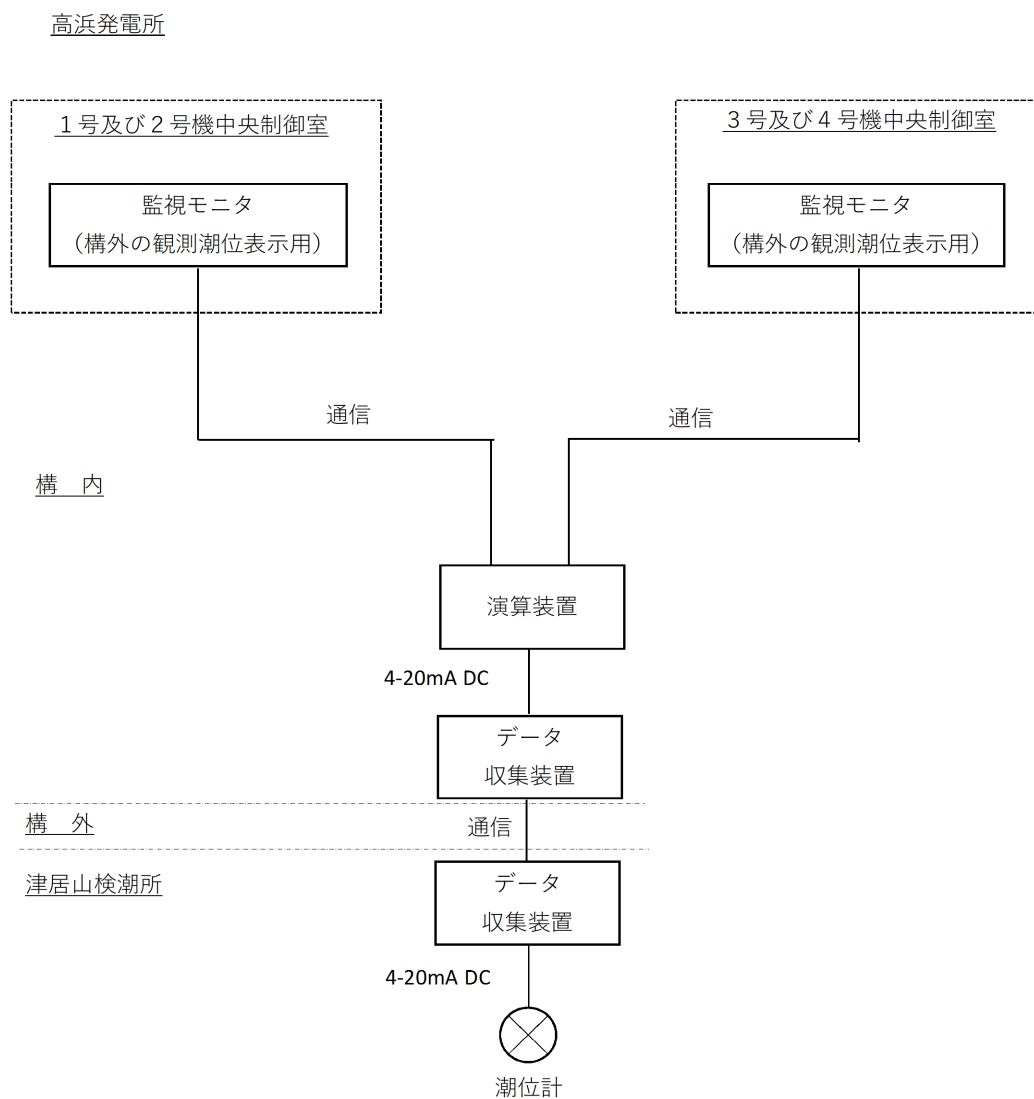 高浜発電所
１号及び２号機中央制御室
監視モニタ
（構外の観測潮位表示用）
３号及び４号機中央制御室
監視モニタ
（構外の観測潮位表示用）
通信
通信
構　内
演算装置
4-20mA DC
データ
収集装置
構　外
通信
津居山検潮所
データ
収集装置
4-20mA DC
潮位計